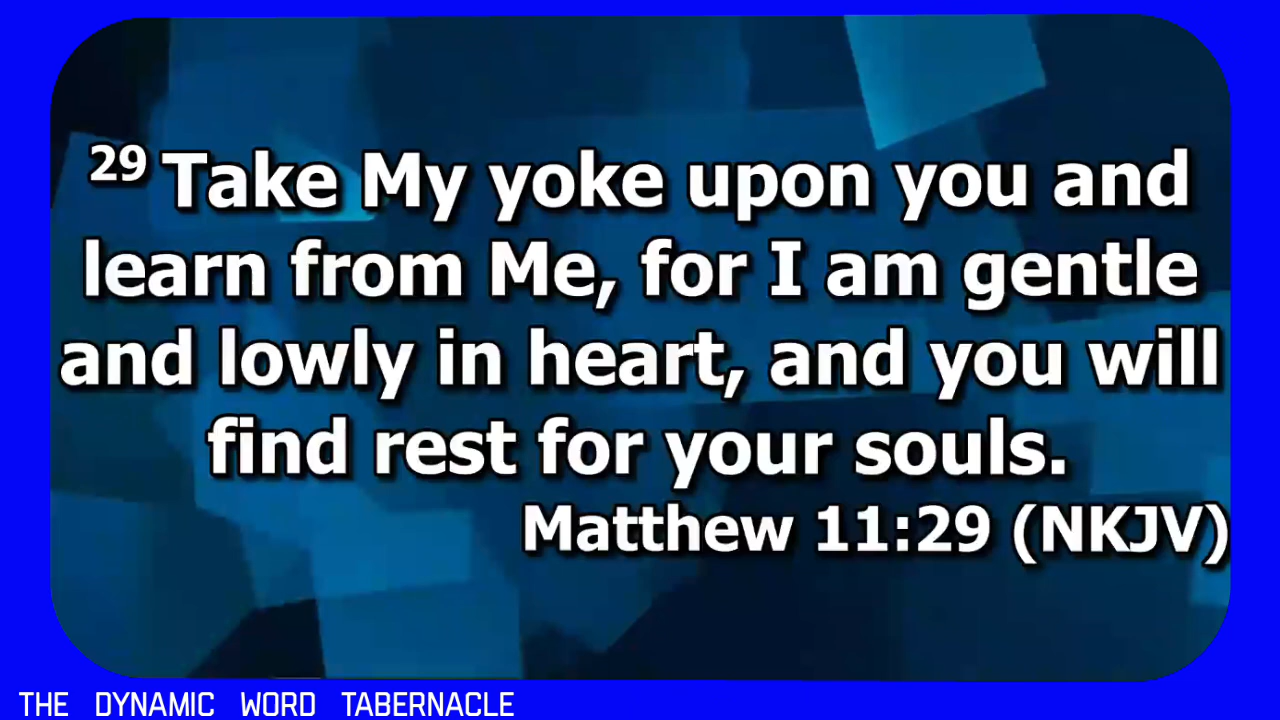 29 Take My yoke upon you and
learn from Me, for I am gentle
and lowly in heart, and you will
find rest for your souls.
Matthew 11:29 (NKJV)
THE DYNAMIC WORD TABERNACLE